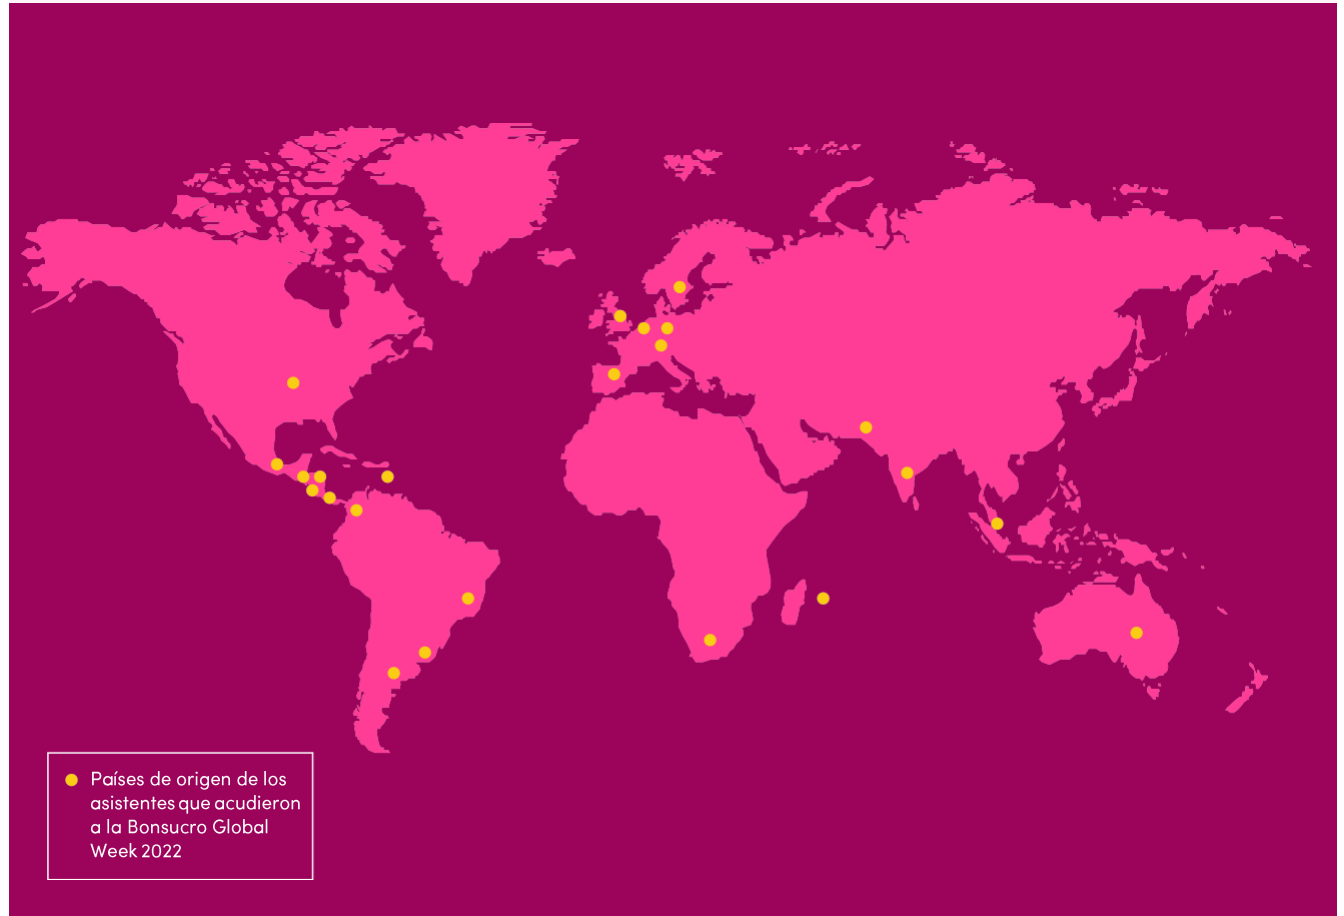 Países de origen de los
asistentes que acudieron
a la Bonsucro Global
Week 2022